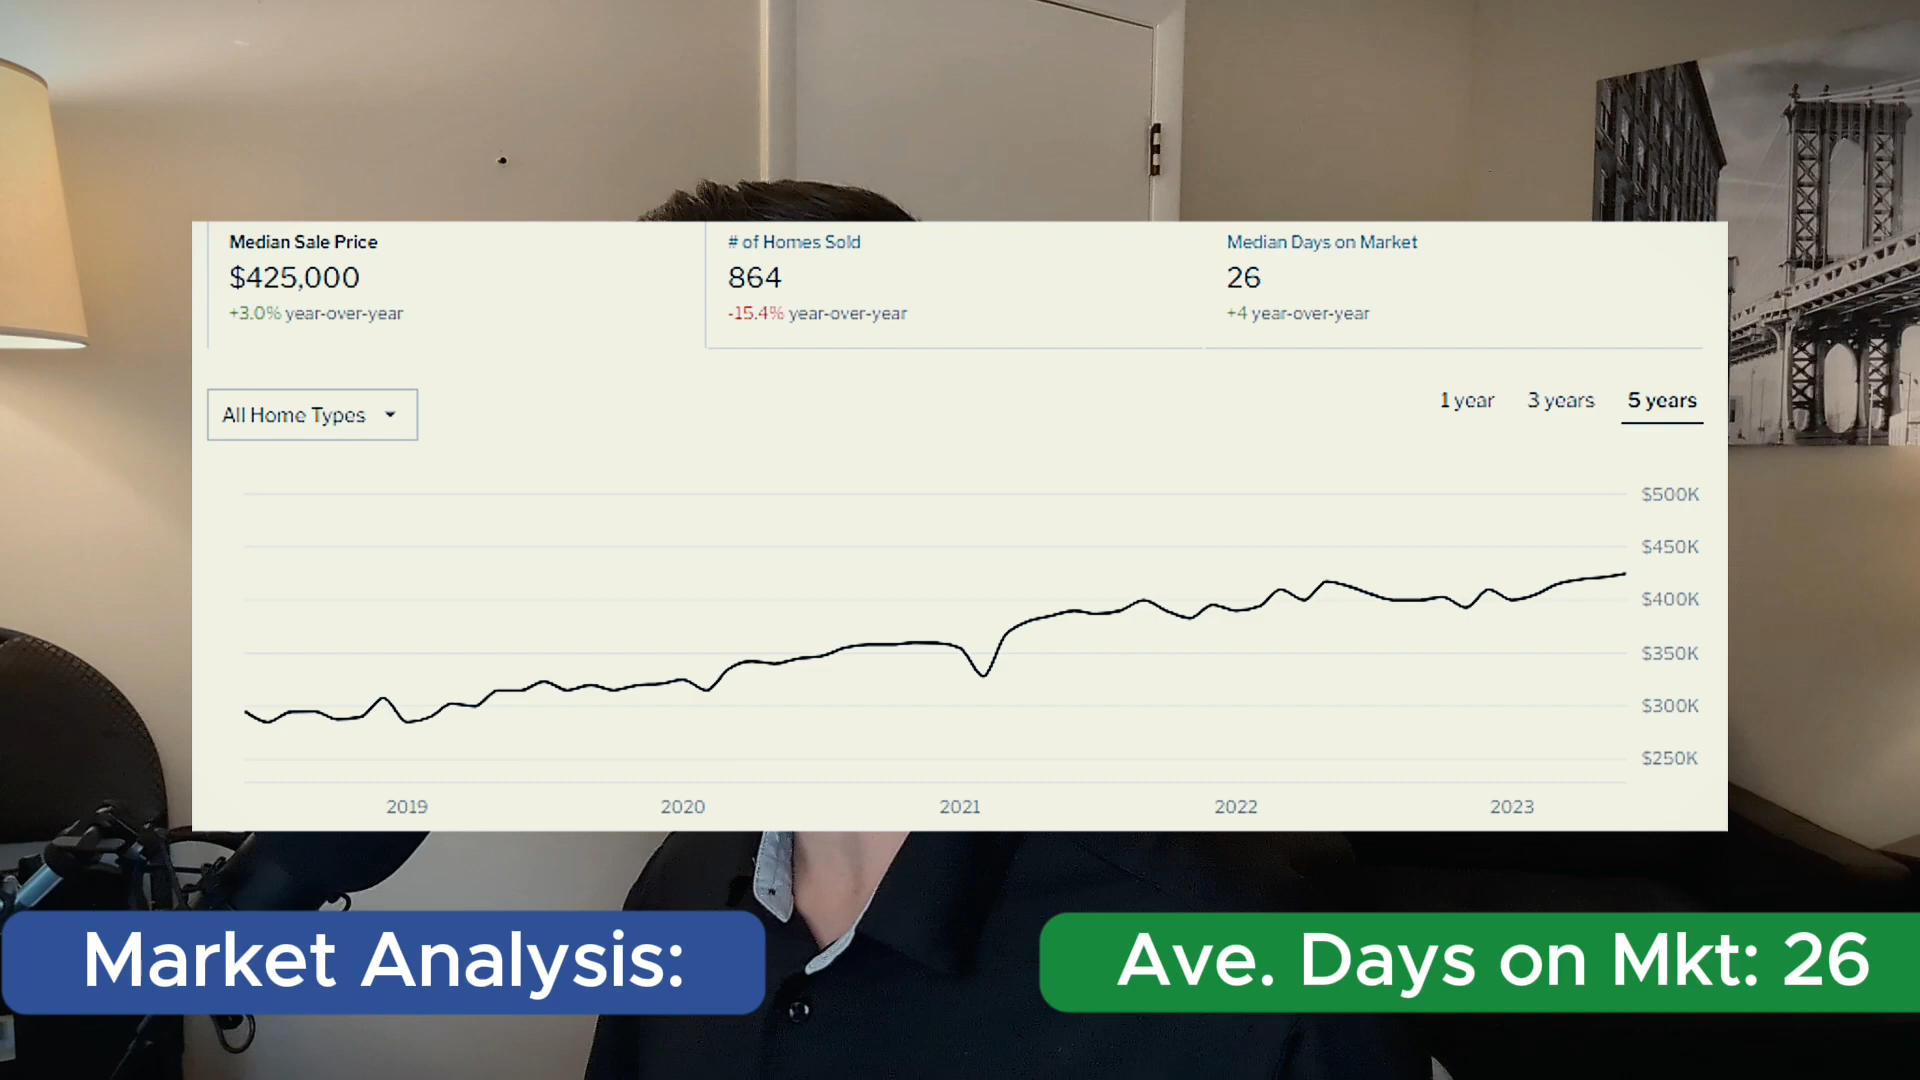 Median Sale Price
$425,000
+3.0% year-over-year
# of Homes Sold
864
-15.4% year-over-year
Median Days on Market
26
+4 year-over-year
All Home Types
1 year 3 years 5 years
$500K
$450K
$400K
$350K
$300K
$250K
2019 2020 2021 2022 2023
Market Analysis:
Ave. Days on Mkt: 26